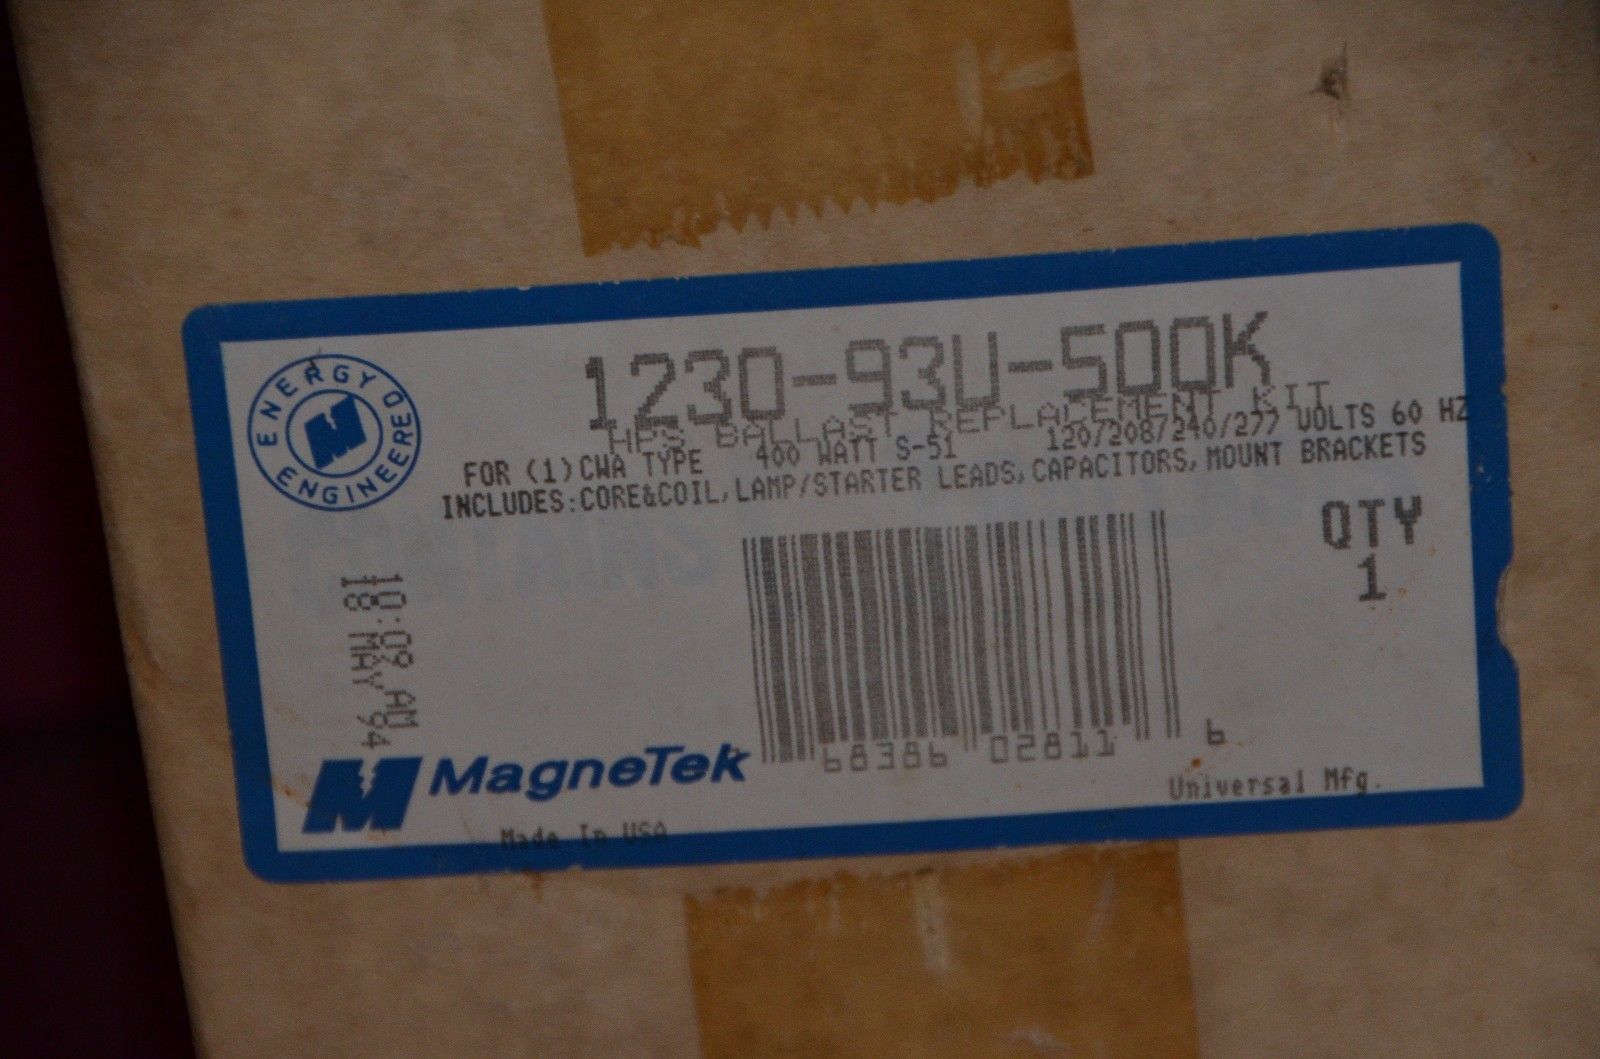 ENERGY ENGINEERED
1230-93U-500K
HPS BALLAST REPLACEMENT KIT
FOR (1)CWA TYPE 400 WATT S-51 120/208/240/277 VOLTS 60 HZ
INCLUDES:CORE&COIL,LAMP/STARTER LEADS,CAPACITORS,MOUNT BRACKETS
QTY
1
10:09 AM
18 MAY 94
68386 02811 6
MagneTek
Universal Mfg.
Made In USA